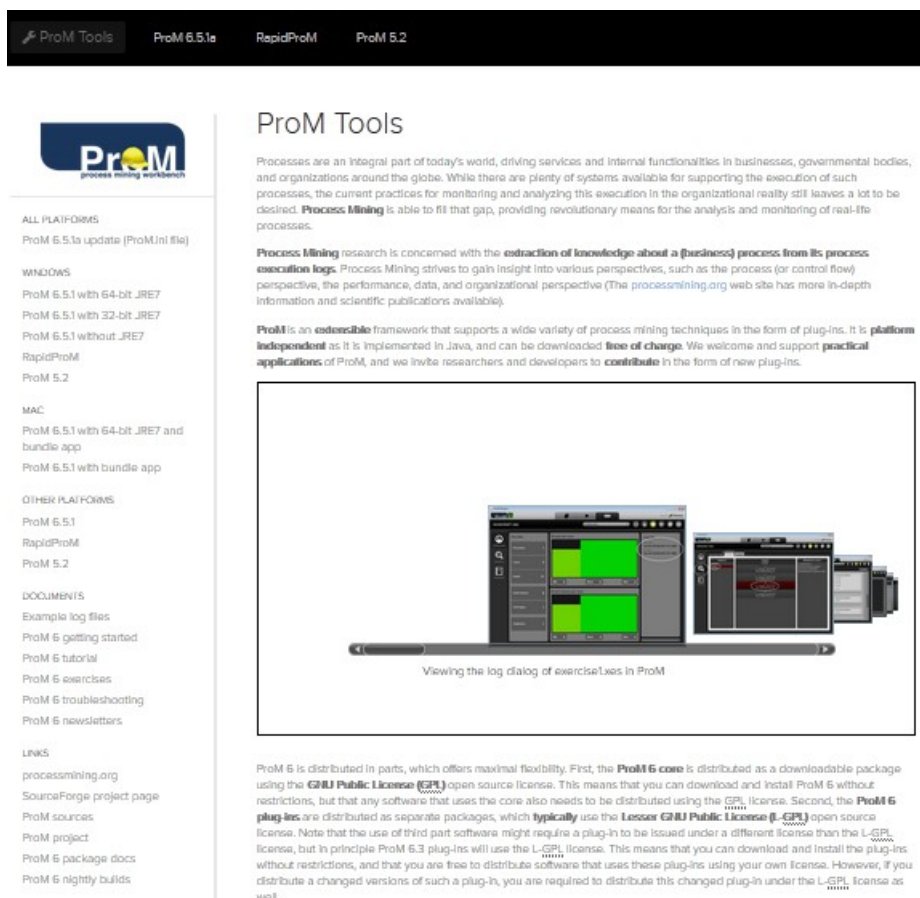 ProM Tools
ProM 6.5.1a
RapidProM
ProM 5.2
ProM
process mining workbench
ALL PLATFORMS
ProM 6.5.1a update (ProM.ini file)
WINDOWS
ProM 6.5.1 with 64-bit JRE7
ProM 6.5.1 with 32-bit JRE7
ProM 6.5.1 without JRE7
RapidProM
ProM 5.2
MAC
ProM 6.5.1 with 64-bit JRE7 and
bundle app
ProM 6.5.1 with bundle app
OTHER PLATFORMS
ProM 6.5.1
RapidProM
ProM 5.2
DOCUMENTS
Example log files
ProM 6 getting started
ProM 6 tutorial
ProM 6 exercises
ProM 6 troubleshooting
ProM 6 newsletters
LINKS
processmining.org
SourceForge project page
ProM sources
ProM project
ProM 6 package docs
ProM 6 nightly builds
ProM Tools
Processes are an integral part of today's world, driving services and internal functionalities in businesses, governmental bodies,
and organizations around the globe. While there are plenty of systems available for supporting the execution of such
processes, the current practices for monitoring and analyzing this execution in the organizational reality still leaves a lot to be
desired. Process Mining is able to fill that gap, providing revolutionary means for the analysis and monitoring of real-life
processes.
Process Mining research is concerned with the extraction of knowledge about a (business) process from its process
execution logs. Process Mining strives to gain insight into various perspectives, such as the process (or control flow)
perspective, the performance, data, and organizational perspective (The processmining.org web site has more in-depth
information and scientific publications available).
ProM is an extensible framework that supports a wide variety of process mining techniques in the form of plug-ins. It is platform
independent as it is implemented in Java, and can be downloaded free of charge. We welcome and support practical
applications of ProM, and we invite researchers and developers to contribute in the form of new plug-ins.
Viewing the log dialog of exercise1.xes in ProM
ProM 6 is distributed in parts, which offers maximal flexibility. First, the ProM 6 core is distributed as a downloadable package
using the GNU Public License (GPL) open source license. This means that you can download and install ProM 6 without
restrictions, but that any software that uses the core also needs to be distributed using the GPL license. Second, the ProM 6
plug-ins are distributed as separate packages, which typically use the Lesser GNU Public License (L-GPL) open source
license. Note that the use of third part software might require a plug-in to be issued under a different license than the L-GPL
license, but in principle ProM 6.3 plug-ins will use the L-GPL license. This means that you can download and install the plug-ins
without restrictions, and that you are free to distribute software that uses these plug-ins using your own license. However, if you
distribute a changed versions of such a plug-in, you are required to distribute this changed plug-in under the L-GPL license as
well.